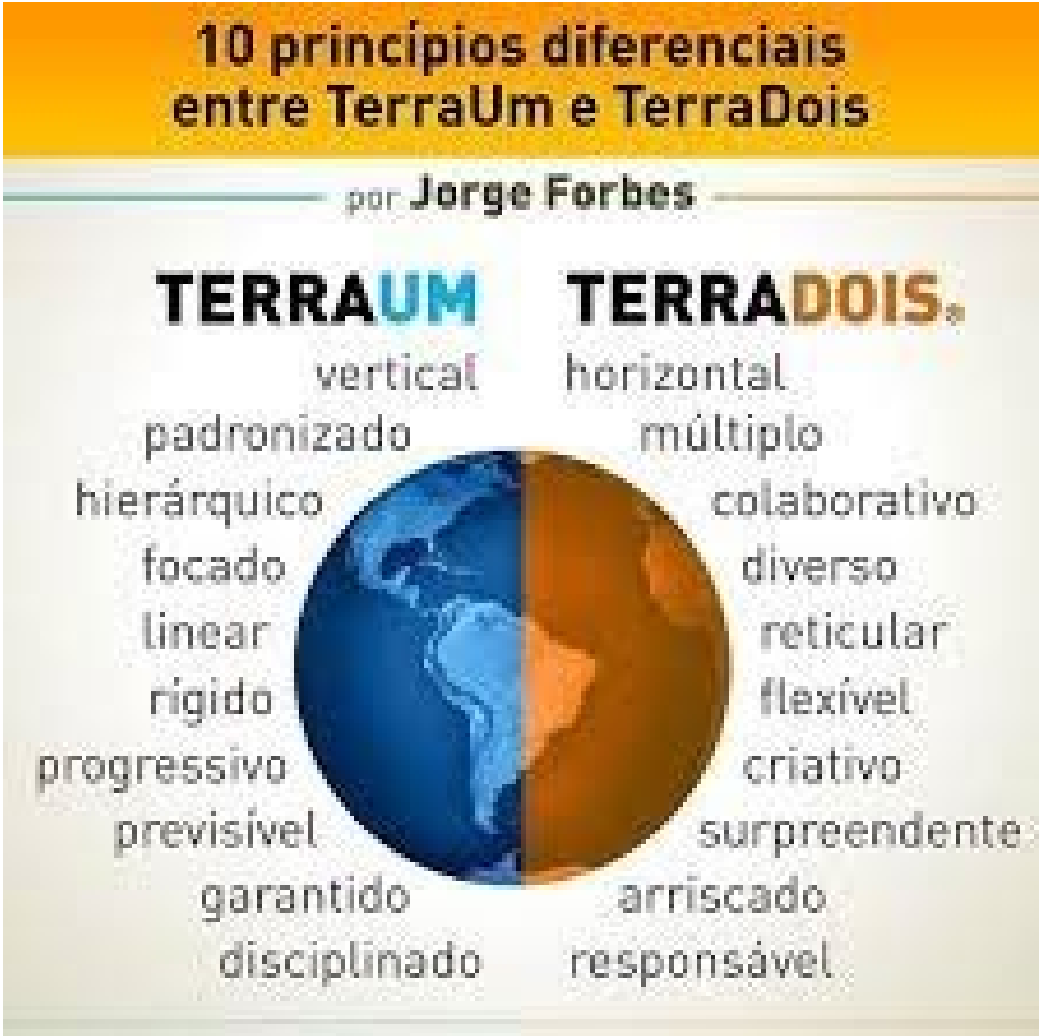 10 princípios diferenciais
entre TerraUm e TerraDois
por Jorge Forbes
TERRAUM TERRADOIS®
vertical horizontal
padronizado múltiplo
hierárquico colaborativo
focado diverso
linear reticular
rígido flexível
progressivo criativo
previsível surpreendente
garantido arriscado
disciplinado responsável